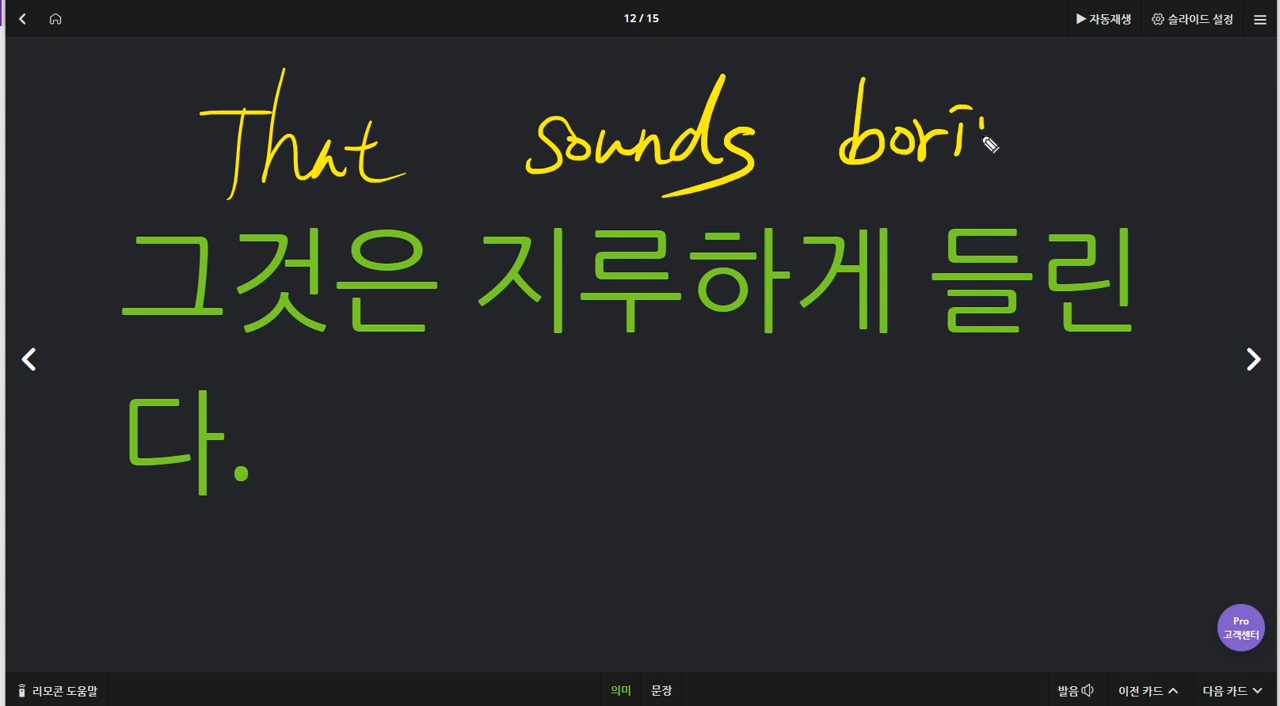 12 / 15
자동재생
슬라이드 설정
That sounds bori
그것은 지루하게 들린
다.
Pro
고객센터
리모콘 도움말
의미
문장
발음
이전 카드
다음 카드